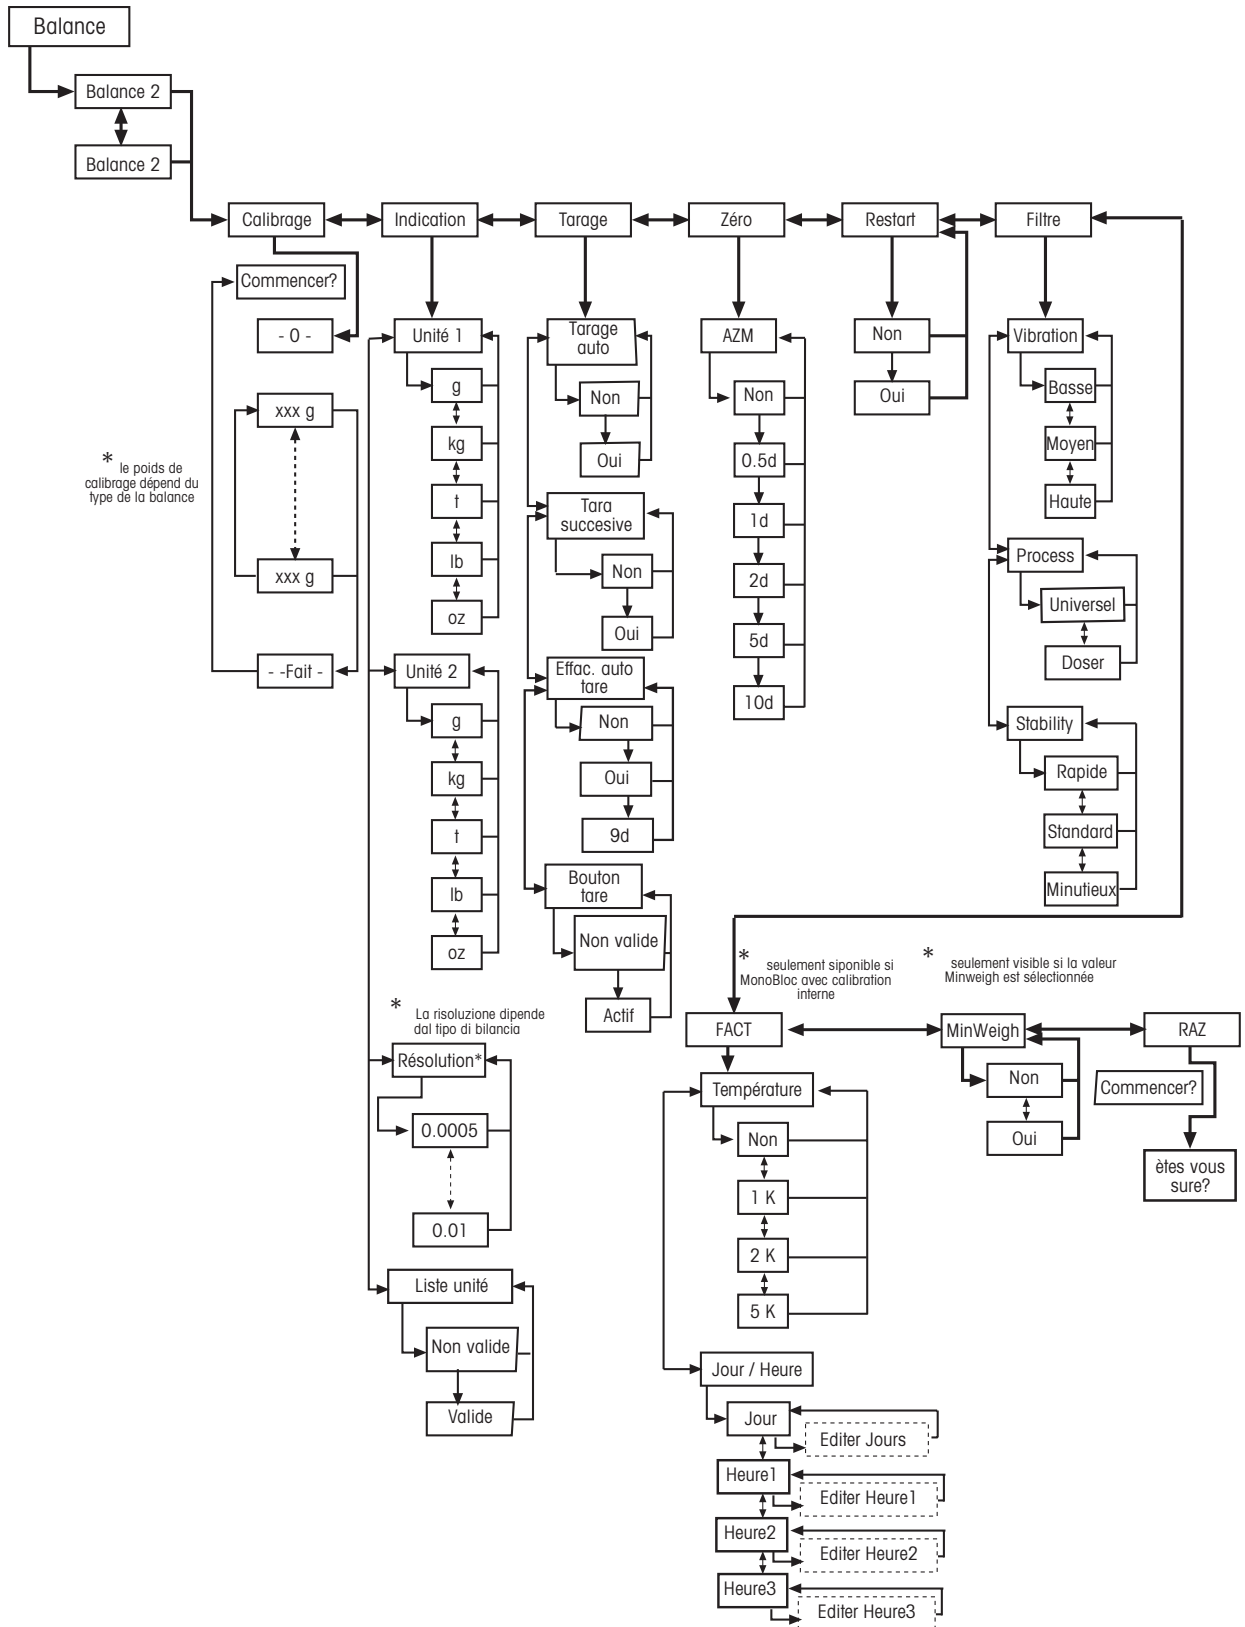 Balance
Balance 2
Balance 2
Calibrage
Indication
Tarage
Zéro
Restart
Filtre
Commencer?
- 0 -
xxx g
* le poids de
calibrage dépend du
type de la balance
xxx g
- -Fait -
Unité 1
g
kg
t
lb
oz
Unité 2
g
kg
t
lb
oz
* La risoluzione dipende
dal tipo di bilancia
Résolution*
0.0005
0.01
Liste unité
Non valide
Valide
Tarage
auto
Non
Oui
Tara
succesive
Non
Oui
Effac. auto
tare
Non
Oui
9d
Bouton
tare
Non valide
Actif
AZM
Non
0.5d
1d
2d
5d
10d
Non
Oui
Vibration
Basse
Moyen
Haute
Process
Universel
Doser
Stability
Rapide
Standard
Minutieux
* seulement siponible si
MonoBloc avec calibration
interne
* seulement visible si la valeur
Minweigh est sélectionnée
FACT
MinWeigh
RAZ
Température
Non
1 K
2 K
5 K
Non
Oui
Commencer?
ètes vous
sure?
Jour / Heure
Jour
Editer Jours
Heure1
Editer Heure1
Heure2
Editer Heure2
Heure3
Editer Heure3